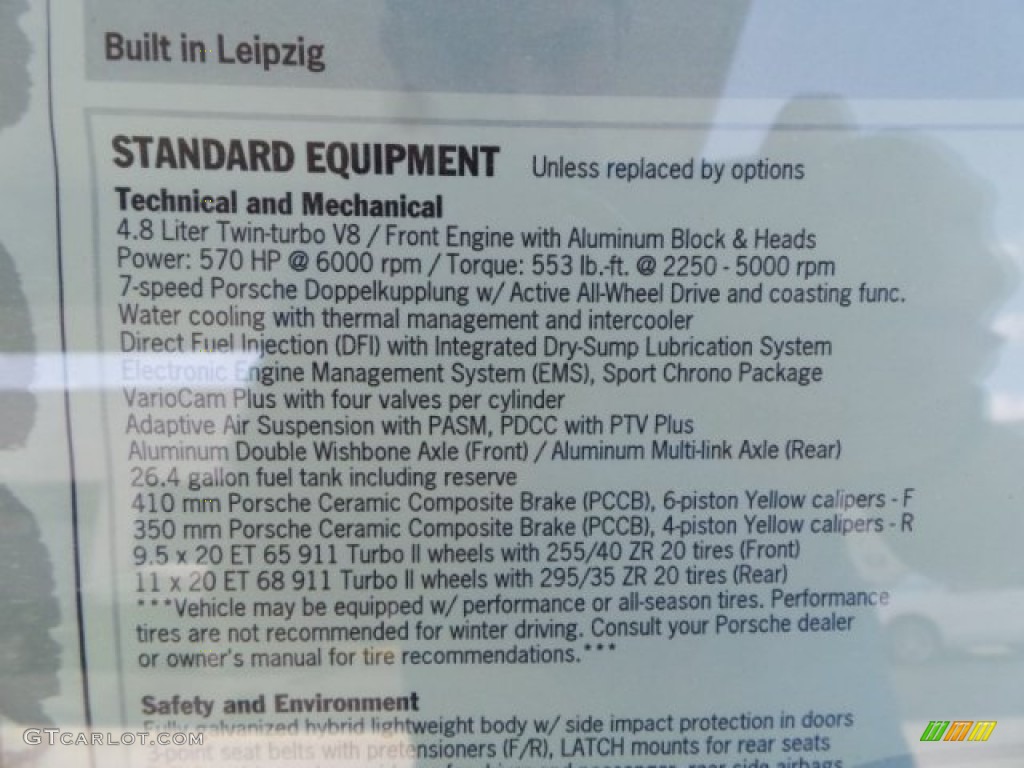 Built in Leipzig
STANDARD EQUIPMENT Unless replaced by options
Technical and Mechanical
4.8 Liter Twin-turbo V8 / Front Engine with Aluminum Block & Heads
Power: 570 HP @ 6000 rpm / Torque: 553 lb.-ft. @ 2250 - 5000 rpm
7-speed Porsche Doppelkupplung w/ Active All-Wheel Drive and coasting func.
Water cooling with thermal management and intercooler
Direct Fuel Injection (DFI) with Integrated Dry-Sump Lubrication System
Electronic Engine Management System (EMS), Sport Chrono Package
VarioCam Plus with four valves per cylinder
Adaptive Air Suspension with PASM, PDCC with PTV Plus
Aluminum Double Wishbone Axle (Front) / Aluminum Multi-link Axle (Rear)
26.4 gallon fuel tank including reserve
410 mm Porsche Ceramic Composite Brake (PCCB), 6-piston Yellow calipers - F
350 mm Porsche Ceramic Composite Brake (PCCB), 4-piston Yellow calipers - R
9.5 x 20 ET 65 911 Turbo II wheels with 255/40 ZR 20 tires (Front)
11 x 20 ET 68 911 Turbo II wheels with 295/35 ZR 20 tires (Rear)
***Vehicle may be equipped w/ performance or all-season tires. Performance
tires are not recommended for winter driving. Consult your Porsche dealer
or owner's manual for tire recommendations.***
Safety and Environment
Fully galvanized hybrid lightweight body w/ side impact protection in doors
3-point seat belts with pretensioners (F/R), LATCH mounts for rear seats
rear side airbags
GTCARLOT.COM